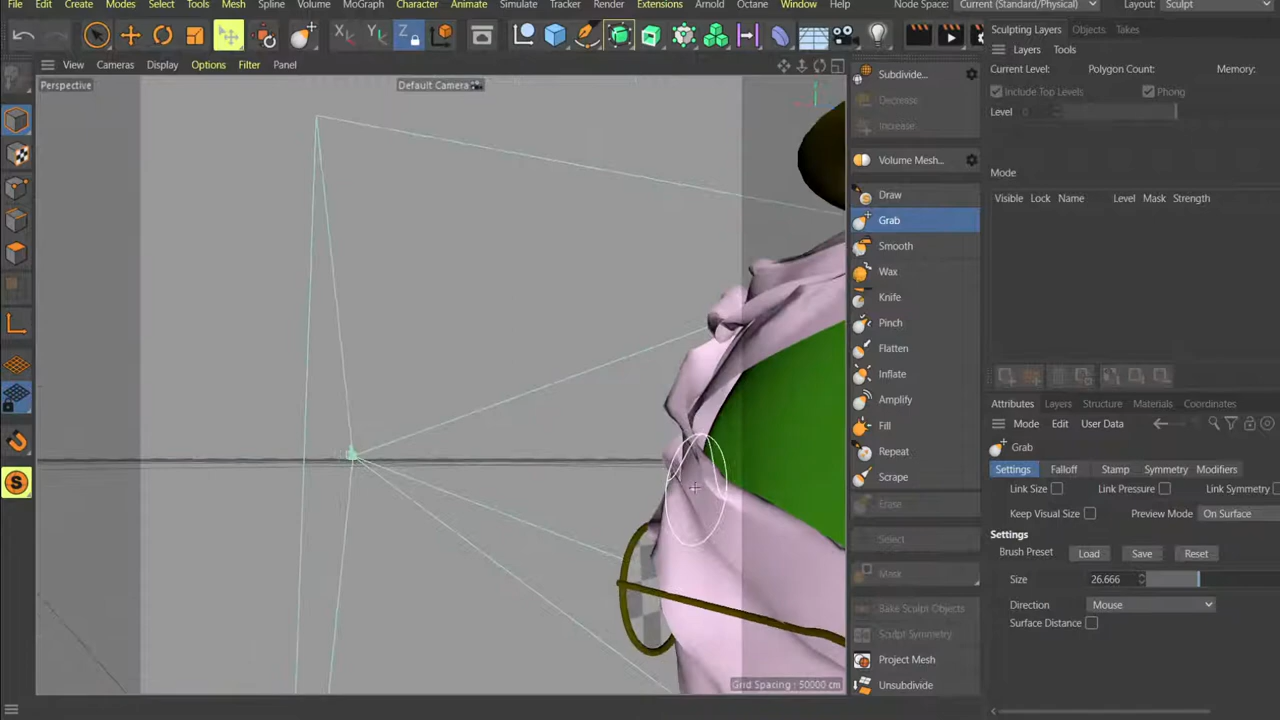 File Edit Create Modes Select Tools Mesh Spline Volume MoGraph Character Animate Simulate Tracker Render Extensions Arnold Octane Window Help Node Space: Current (Standard/Physical) Layout: Sculpt
Sculpting Layers Objects Takes
X Y Z
Layers Tools
View Cameras Display Options Filter Panel
Current Level: Polygon Count: Memory:
Perspective Default Camera
Include Top Levels Phong
Level 0
Mode
Visible Lock Name Level Mask Strength
Subdivide...
Decrease
Increase
Volume Mesh...
Draw
Grab
Smooth
Wax
Knife
Pinch
Flatten
Inflate
Amplify
Fill
Repeat
Scrape
Erase
Select
Mask
Bake Sculpt Objects
Sculpt Symmetry
Project Mesh
Unsubdivide
Attributes Layers Structure Materials Coordinates
Mode Edit User Data
Grab
Settings Falloff Stamp Symmetry Modifiers
Link Size Link Pressure Link Symmetry
Keep Visual Size Preview Mode On Surface
Settings
Brush Preset Load Save Reset
Size 26.666
Direction Mouse
Surface Distance
Grid Spacing : 50000 cm
S